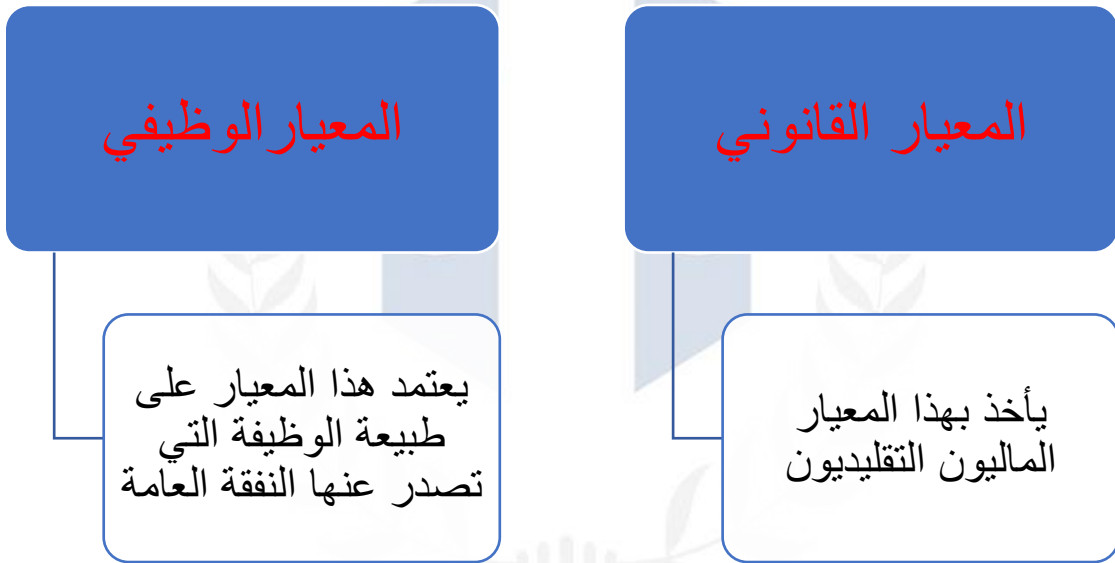 المعيار القانوني
يأخذ بهذا المعيار
الماليون التقليديون
المعيار الوظيفي
يعتمد هذا المعيار على
طبيعة الوظيفة التي
تصدر عنها النفقة العامة